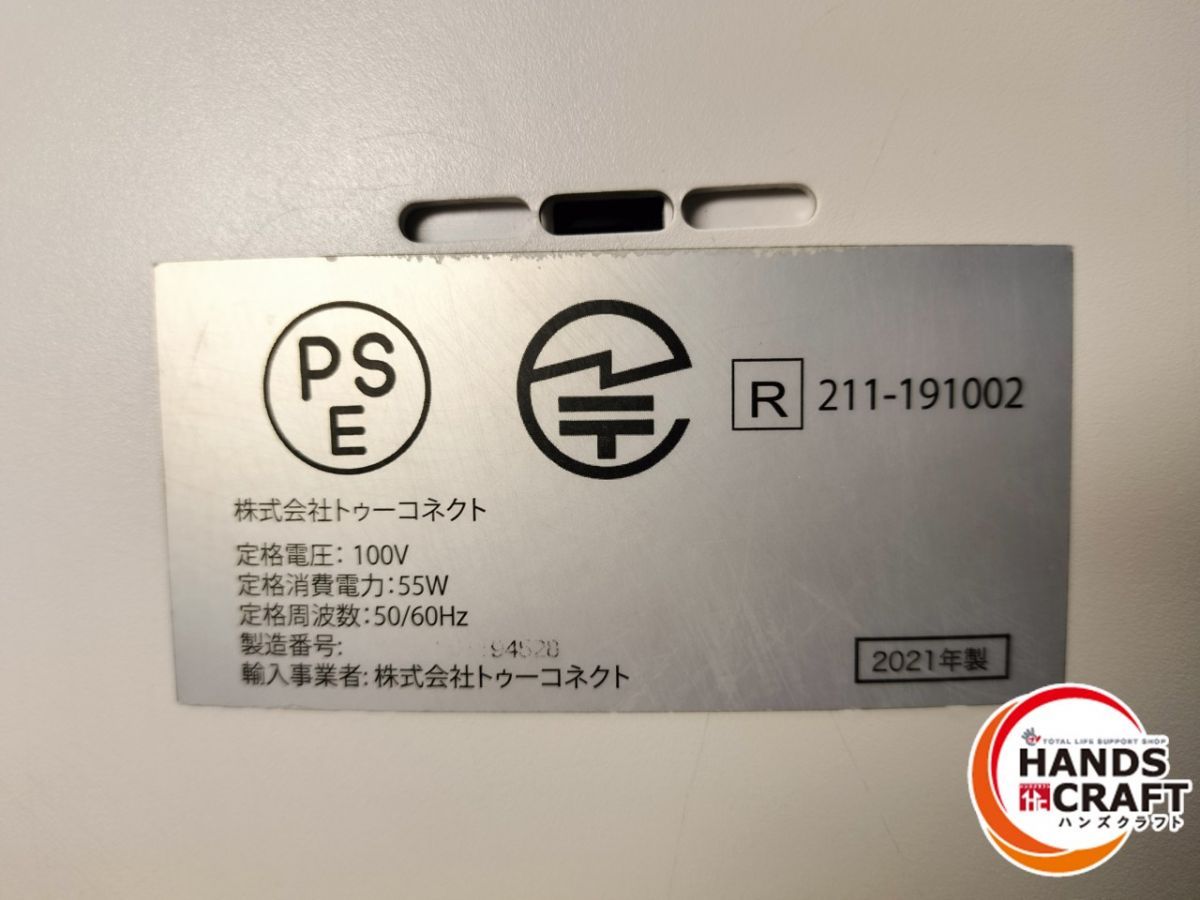 PS
E
R 211-191002
株式会社トゥーコネクト
定格電圧: 100V
定格消費電力:55W
定格周波数:50/60Hz
製造番号: 94528
輸入事業者: 株式会社トゥーコネクト
2021年製
TOTAL LIFE SUPPORT SHOP
HANDS
CRAFT
ハンズクラフト